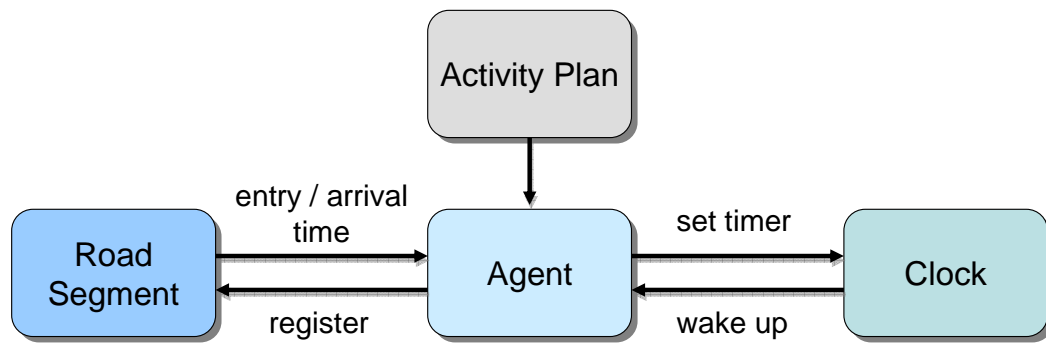 Activity Plan
entry / arrival
time
set timer
Road
Segment
Agent
Clock
register
wake up